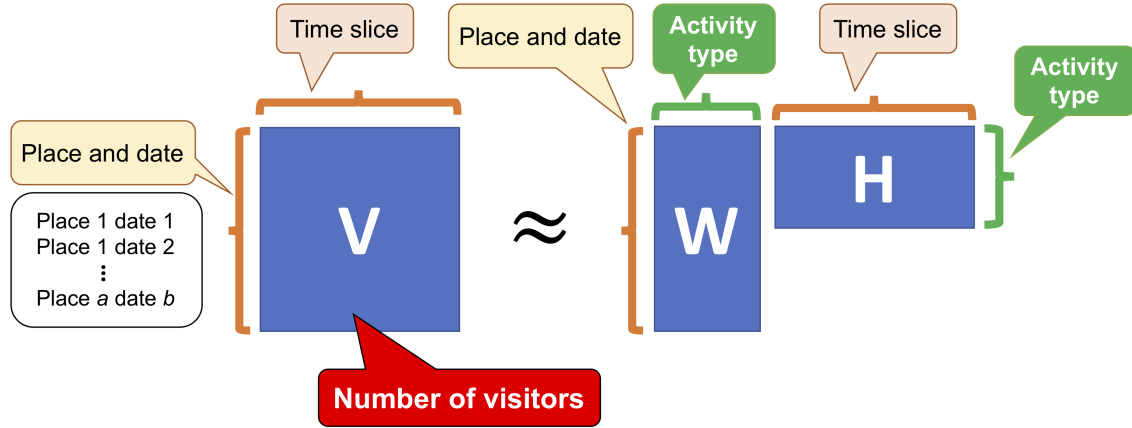 Time slice
Place and date
Activity
type
Time slice
Activity
type
Place and date
Place 1 date 1
Place 1 date 2
⋮
Place a date b
V
≈
W
H
Number of visitors